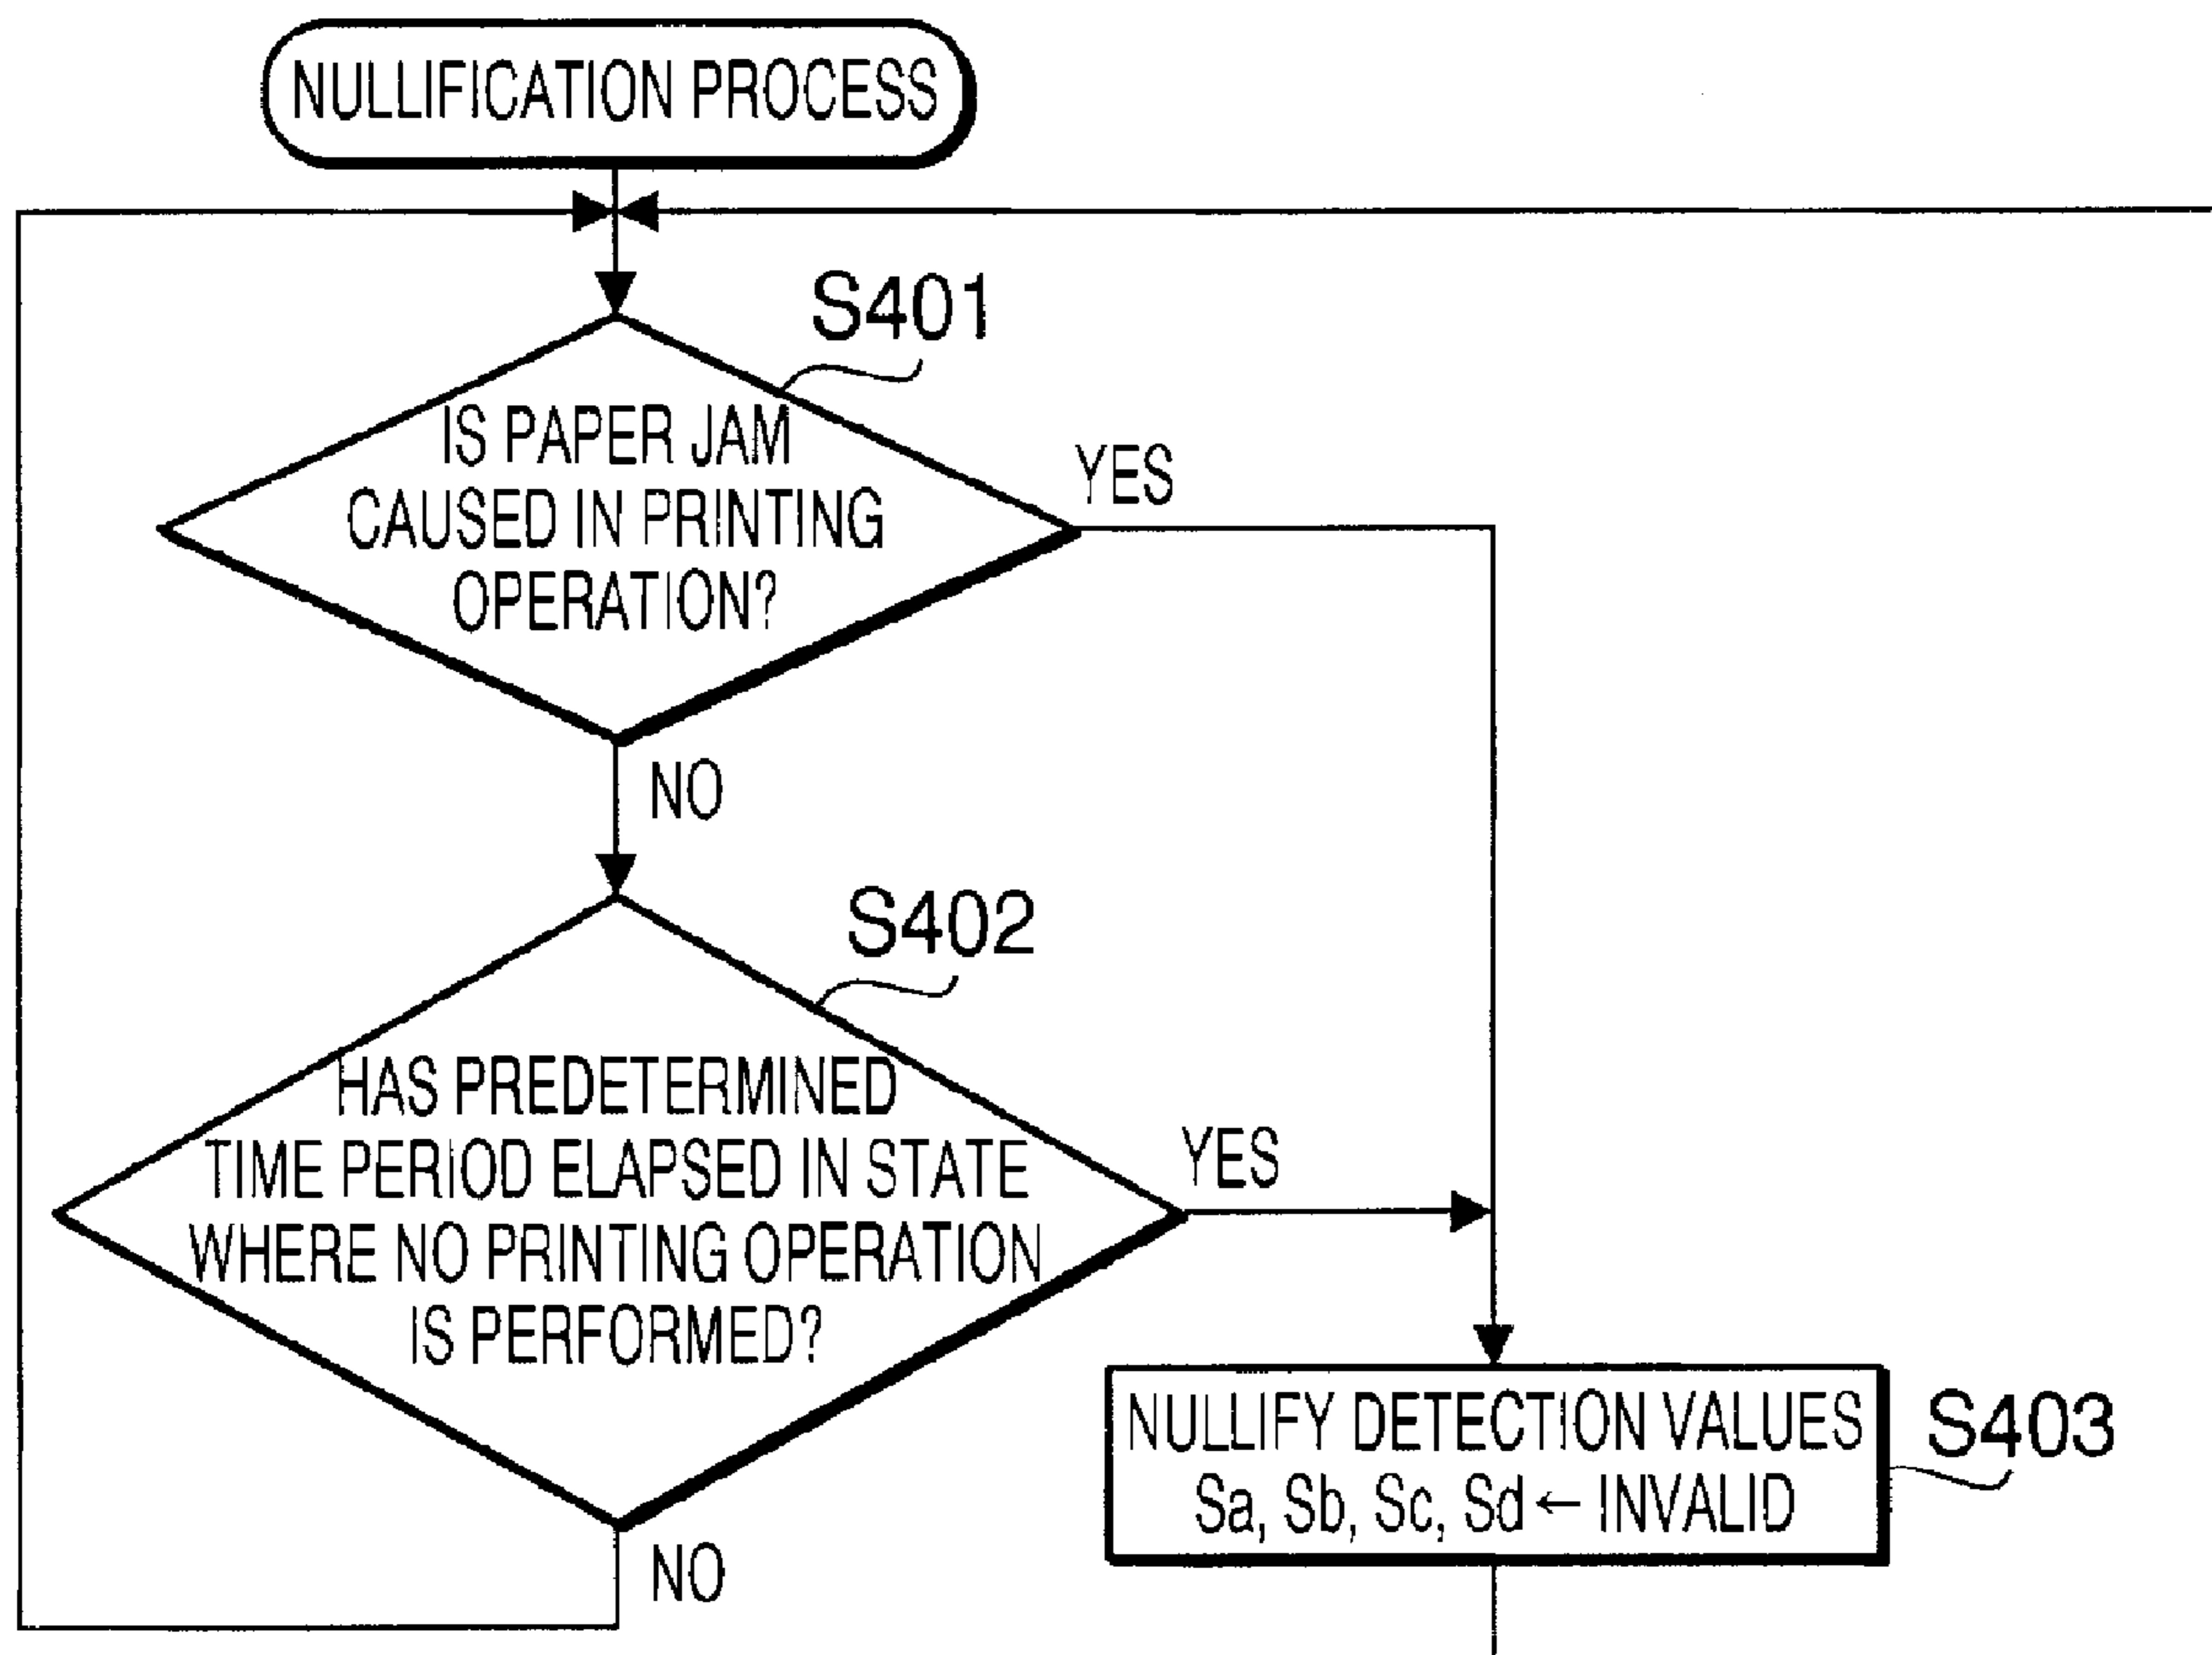 NULLIFICATION PROCESS
S401
IS PAPER JAM
CAUSED IN PRINTING
OPERATION?
YES
NO
S402
HAS PREDETERMINED
TIME PERIOD ELAPSED IN STATE
WHERE NO PRINTING OPERATION
IS PERFORMED?
YES
NO
NULLIFY DETECTION VALUES
Sa, Sb, Sc, Sd ← INVALID
S403